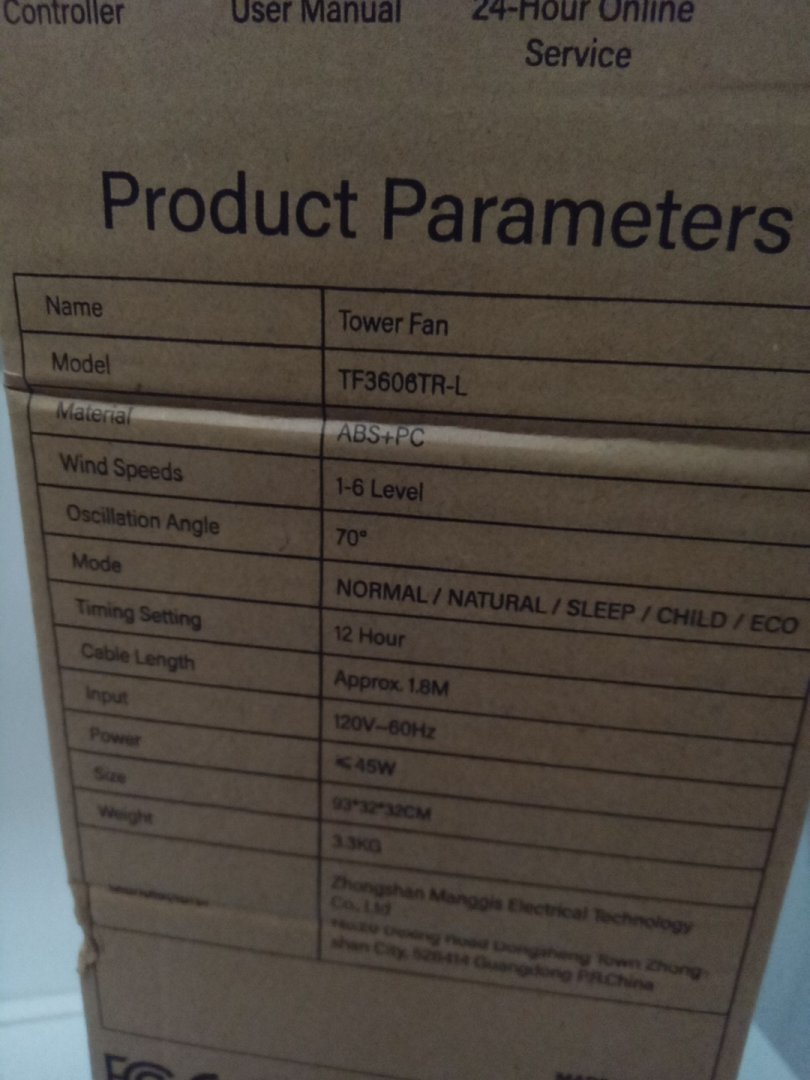 Controller
User Manual
24-Hour Online
Service
Product Parameters
Name
Tower Fan
Model
TF3606TR-L
Material
ABS+PC
Wind Speeds
1-6 Level
Oscillation Angle
70°
Mode
NORMAL / NATURAL / SLEEP / CHILD / ECO
Timing Setting
12 Hour
Cable Length
Approx. 1.8M
Input
120V~60Hz
Power
≤45W
Size
93*32*32CM
Weight
3.3KG
Manufacturer
Zhongshan Manggis Electrical Technology
Co., Ltd
Road Dongsheng Town Zhong-
shan City, 528414 Guangdong P.R.China